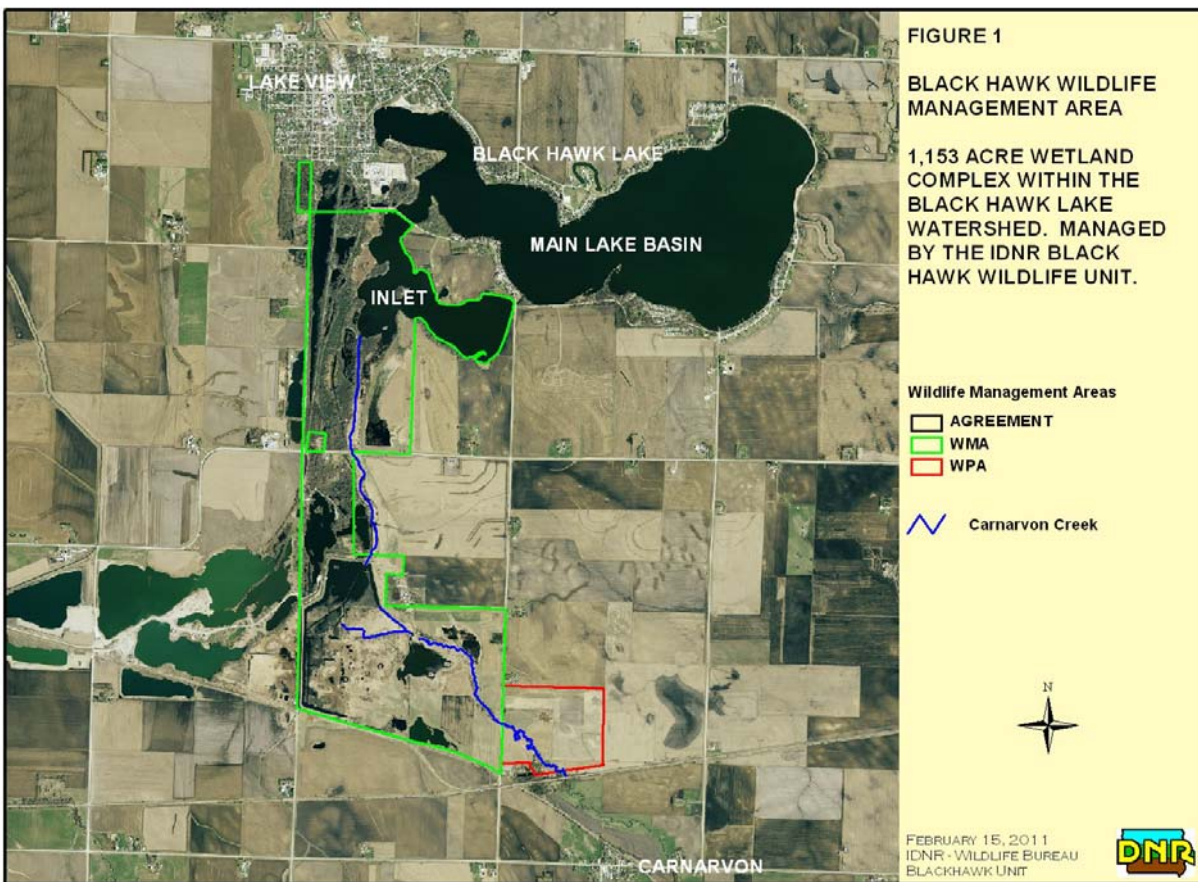 LAKE VIEW
BLACK HAWK LAKE
MAIN LAKE BASIN
INLET
CARNARVON
FIGURE 1
BLACK HAWK WILDLIFE
MANAGEMENT AREA
1,153 ACRE WETLAND
COMPLEX WITHIN THE
BLACK HAWK LAKE
WATERSHED. MANAGED
BY THE IDNR BLACK
HAWK WILDLIFE UNIT.
Wildlife Management Areas
AGREEMENT
WMA
WPA
Carnarvon Creek
N
FEBRUARY 15, 2011
IDNR - WILDLIFE BUREAU
BLACKHAWK UNIT
DNR